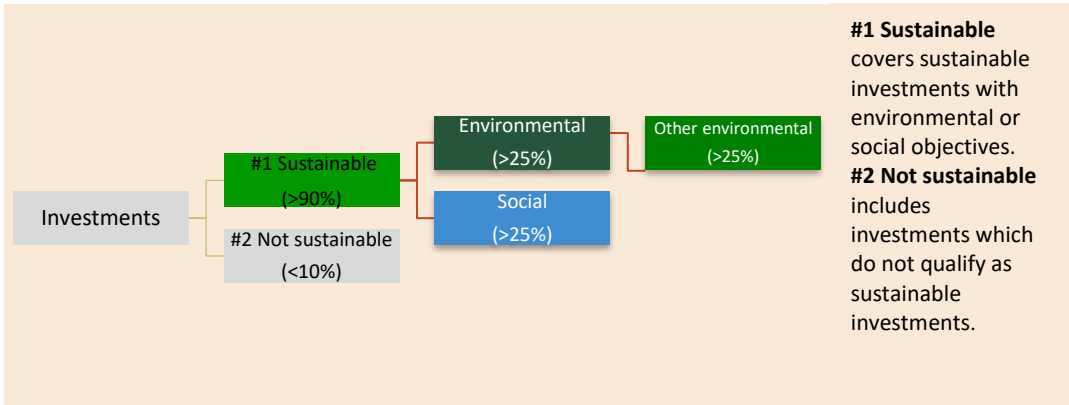 Investments
#1 Sustainable
(>90%)
#2 Not sustainable
(<10%)
Environmental
(>25%)
Social
(>25%)
Other environmental
(>25%)
#1 Sustainable
covers sustainable
investments with
environmental or
social objectives.
#2 Not sustainable
includes
investments which
do not qualify as
sustainable
investments.